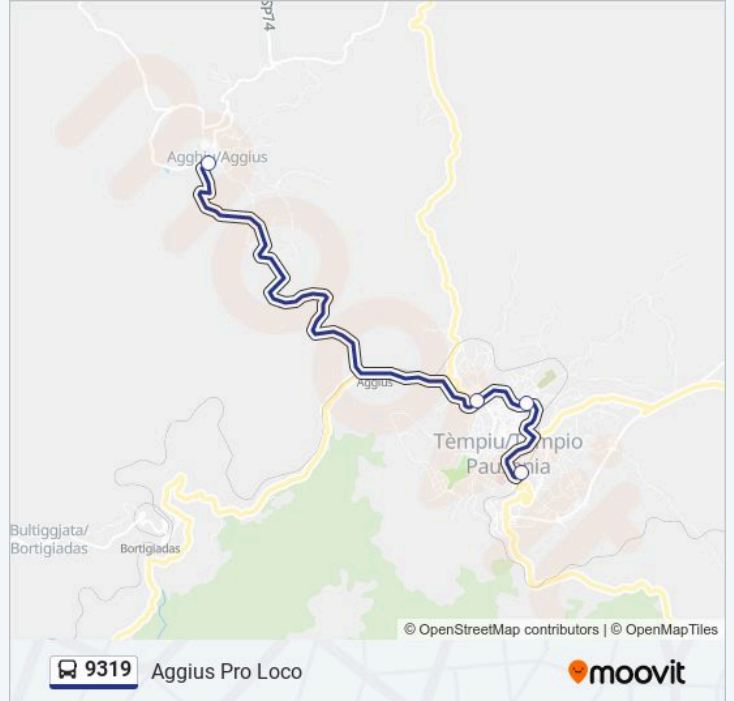 SP74
Agghju/Aggius
Aggius
Tèmpiu/Tempio
Pausania
Bultiggjata/
Bortigiadas
Bortigiadas
© OpenStreetMap contributors | © OpenMapTiles
9319 Aggius Pro Loco
moovit